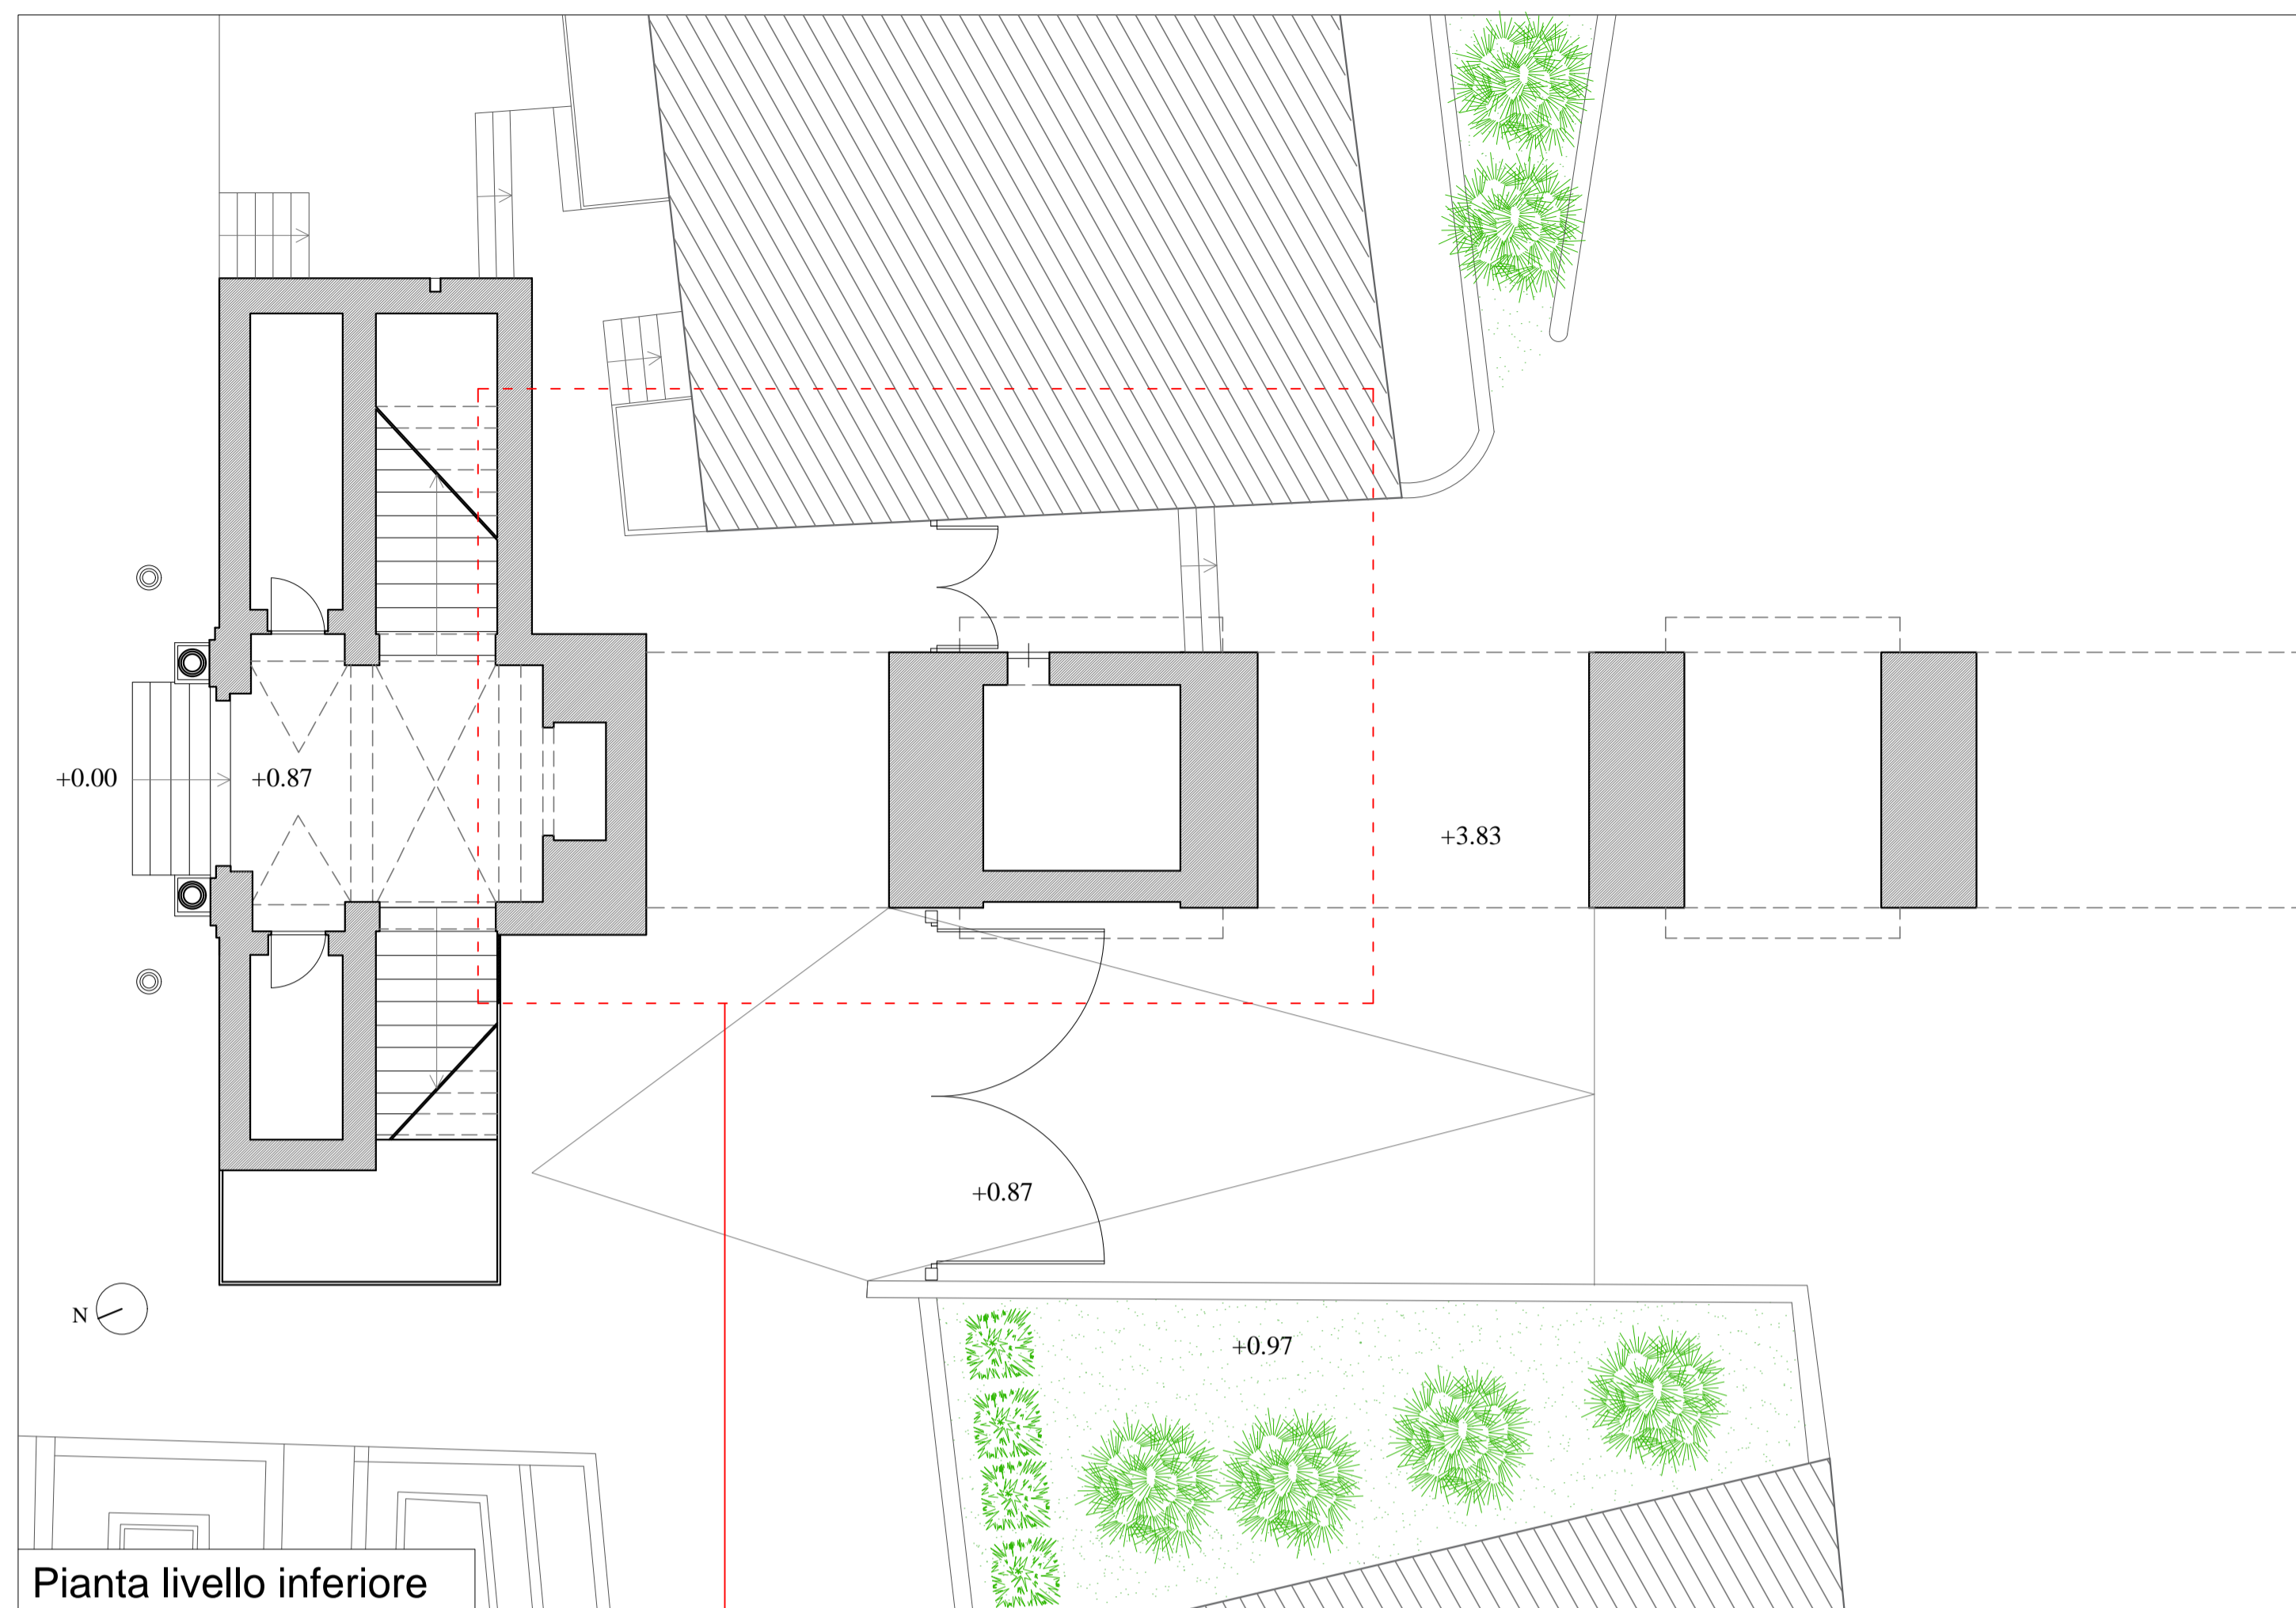 +0.00
+0.87
+3.83
+0.87
N
+0.97
Pianta livello inferiore